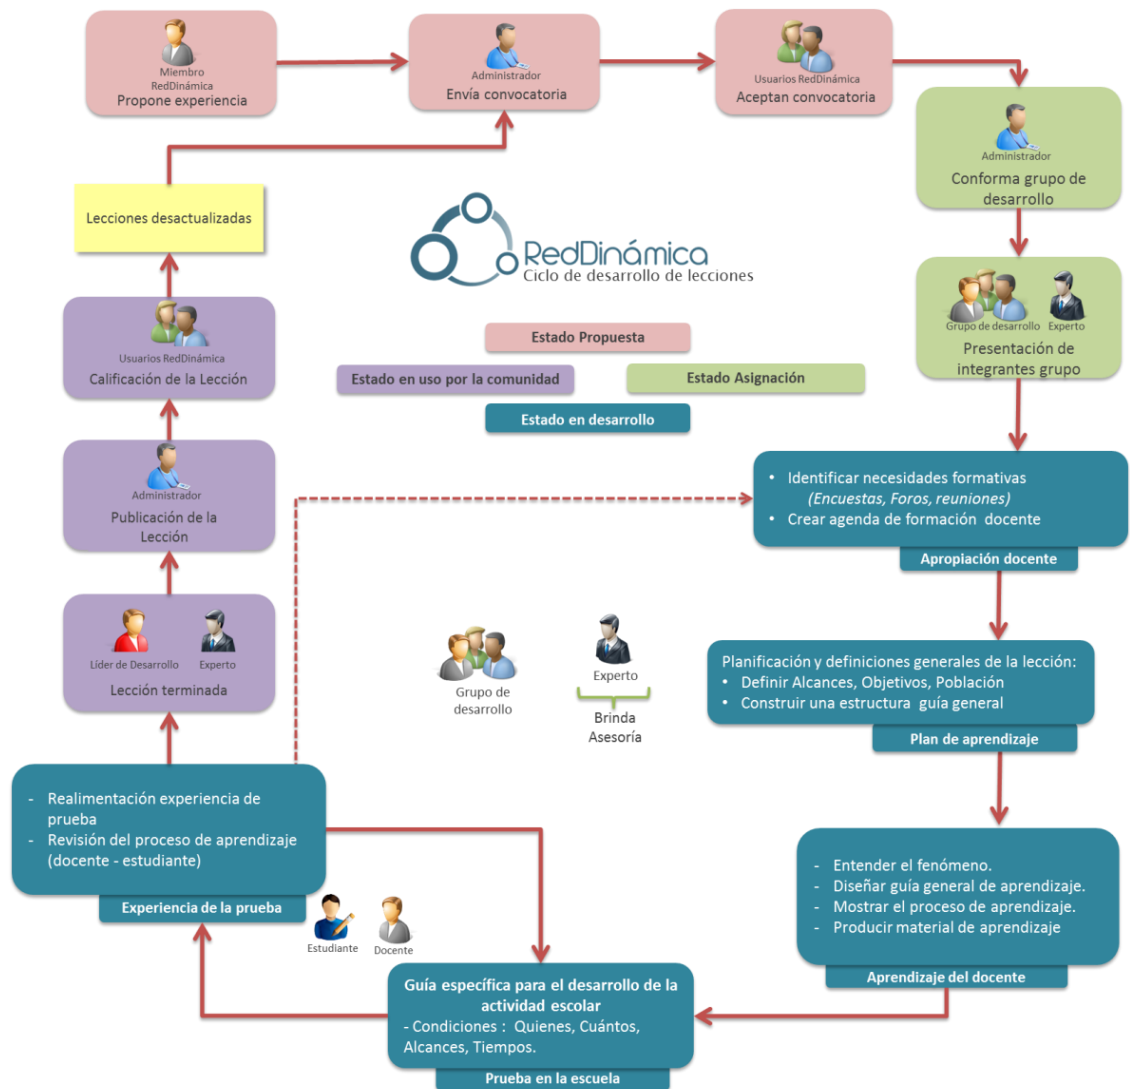 Miembro
RedDinámica
Propone experiencia
Administrador
Envía convocatoria
Usuarios RedDinámica
Aceptan convocatoria
Administrador
Conforma grupo de
desarrollo
Grupo de desarrollo
Experto
Presentación de
integrantes grupo
Lecciones desactualizadas
RedDinámica
Ciclo de desarrollo de lecciones
Estado Propuesta
Estado en uso por la comunidad
Estado Asignación
Estado en desarrollo
Usuarios RedDinámica
Calificación de la Lección
Administrador
Publicación de la
Lección
Líder de Desarrollo
Experto
Lección terminada
• Identificar necesidades formativas
(Encuestas, Foros, reuniones)
• Crear agenda de formación docente
Apropiación docente
Grupo de
desarrollo
Experto
Brinda
Asesoría
Planificación y definiciones generales de la lección:
• Definir Alcances, Objetivos, Población
• Construir una estructura guía general
Plan de aprendizaje
- Realimentación experiencia de
prueba
- Revisión del proceso de aprendizaje
(docente - estudiante)
Experiencia de la prueba
Estudiante
Docente
- Entender el fenómeno.
- Diseñar guía general de aprendizaje.
- Mostrar el proceso de aprendizaje.
- Producir material de aprendizaje
Aprendizaje del docente
Guía específica para el desarrollo de la
actividad escolar
- Condiciones : Quienes, Cuántos,
Alcances, Tiempos.
Prueba en la escuela